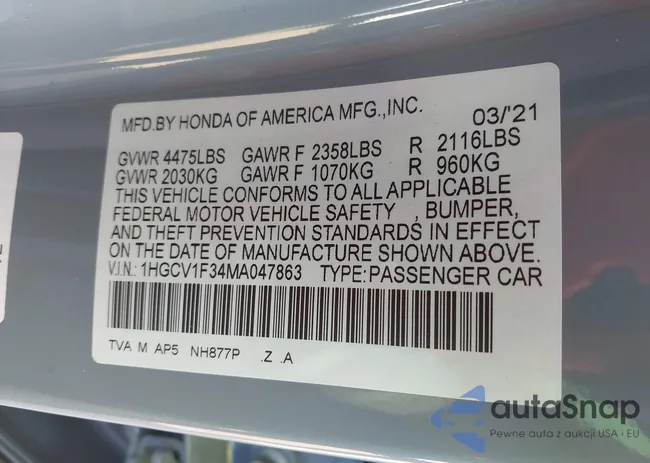 MFD.BY HONDA OF AMERICA MFG.,INC. 03/'21
GVWR 4475LBS GAWR F 2358LBS R 2116LBS
GVWR 2030KG GAWR F 1070KG R 960KG
THIS VEHICLE CONFORMS TO ALL APPLICABLE
FEDERAL MOTOR VEHICLE SAFETY , BUMPER,
AND THEFT PREVENTION STANDARDS IN EFFECT
ON THE DATE OF MANUFACTURE SHOWN ABOVE.
V.I.N.: 1HGCV1F34MA047863 TYPE:PASSENGER CAR
TVA M AP5 NH877P .Z .A
autaSnap
Pewne auta z aukcji USA i EU